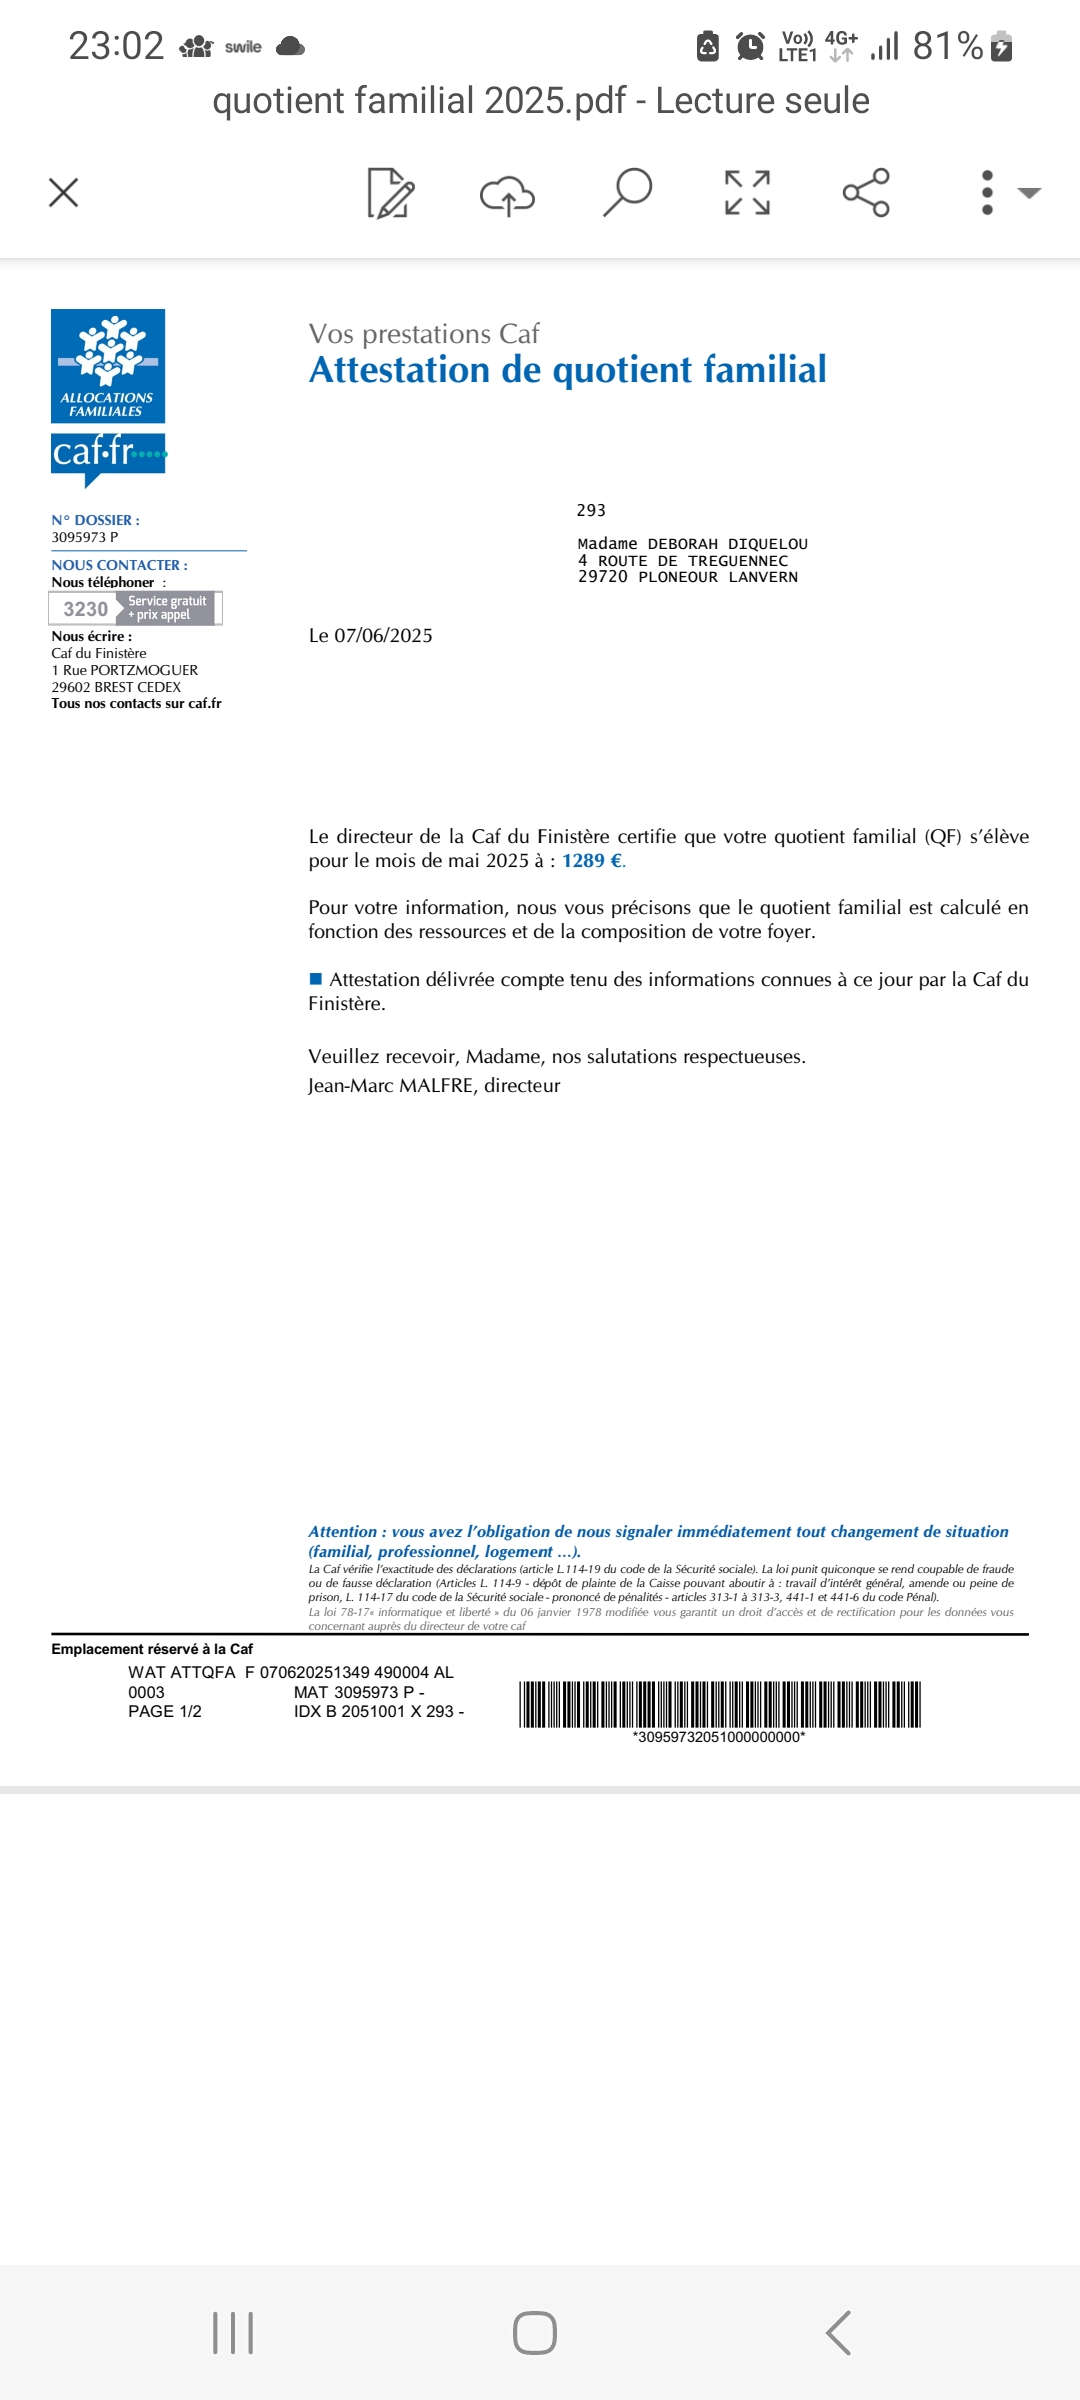 23:02 swile Vo)) LTE1 4G+ 81%
quotient familial 2025.pdf - Lecture seule
ALLOCATIONS
FAMILIALES
caf.fr
Vos prestations Caf
Attestation de quotient familial
N° DOSSIER :
3095973 P
NOUS CONTACTER :
Nous téléphoner :
3230 Service gratuit
+ prix appel
Nous écrire :
Caf du Finistère
1 Rue PORTZMOGUER
29602 BREST CEDEX
Tous nos contacts sur caf.fr
293
Madame DEBORAH DIQUELOU
4 ROUTE DE TREGUENNEC
29720 PLONEOUR LANVERN
Le 07/06/2025
Le directeur de la Caf du Finistère certifie que votre quotient familial (QF) s’élève
pour le mois de mai 2025 à : 1289 €.
Pour votre information, nous vous précisons que le quotient familial est calculé en
fonction des ressources et de la composition de votre foyer.
■ Attestation délivrée compte tenu des informations connues à ce jour par la Caf du
Finistère.
Veuillez recevoir, Madame, nos salutations respectueuses.
Jean-Marc MALFRE, directeur
Attention : vous avez l’obligation de nous signaler immédiatement tout changement de situation
(familial, professionnel, logement ...).
La Caf vérifie l’exactitude des déclarations (article L.114-19 du code de la Sécurité sociale). La loi punit quiconque se rend coupable de fraude
ou de fausse déclaration (Articles L. 114-9 - dépôt de plainte de la Caisse pouvant aboutir à : travail d’intérêt général, amende ou peine de
prison, L. 114-17 du code de la Sécurité sociale - prononcé de pénalités - articles 313-1 à 313-3, 441-1 et 441-6 du code Pénal).
La loi 78-17« informatique et liberté » du 06 janvier 1978 modifiée vous garantit un droit d’accès et de rectification pour les données vous
concernant auprès du directeur de votre caf
Emplacement réservé à la Caf
WAT ATTQFA F 070620251349 490004 AL
0003 MAT 3095973 P -
PAGE 1/2 IDX B 2051001 X 293 -
*30959732051000000000*